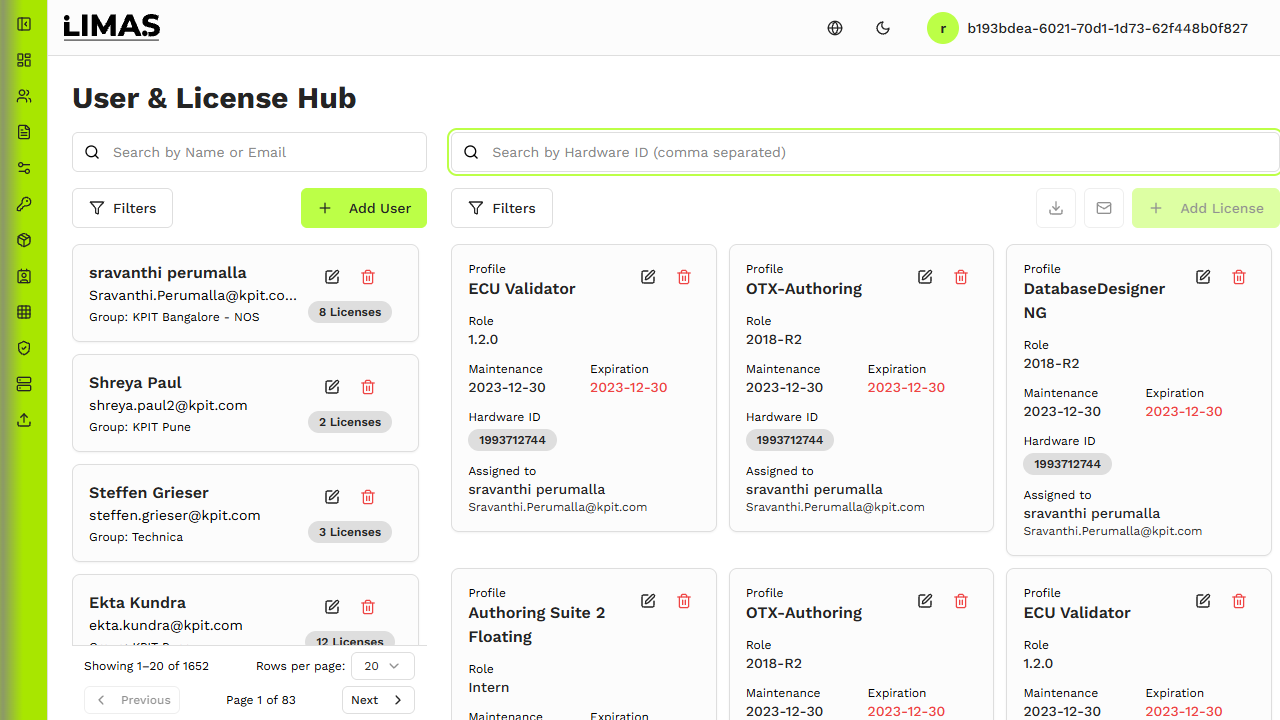 LIMAS
r
b193bdea-6021-70d1-1d73-62f448b0f827
User & License Hub
Search by Name or Email
Filters
Add User
sravanthi perumalla
Sravanthi.Perumalla@kpit.co...
Group: KPIT Bangalore - NOS
8 Licenses
Shreya Paul
shreya.paul2@kpit.com
Group: KPIT Pune
2 Licenses
Steffen Grieser
steffen.grieser@kpit.com
Group: Technica
3 Licenses
Ekta Kundra
ekta.kundra@kpit.com
12 Licenses
Showing 1–20 of 1652
Rows per page:
20
Previous
Page 1 of 83
Next
Search by Hardware ID (comma separated)
Filters
Add License
Profile
ECU Validator
Role
1.2.0
Maintenance
Expiration
2023-12-30
2023-12-30
Hardware ID
1993712744
Assigned to
sravanthi perumalla
Sravanthi.Perumalla@kpit.com
Profile
OTX-Authoring
Role
2018-R2
Maintenance
Expiration
2023-12-30
2023-12-30
Hardware ID
1993712744
Assigned to
sravanthi perumalla
Sravanthi.Perumalla@kpit.com
Profile
DatabaseDesigner
NG
Role
2018-R2
Maintenance
Expiration
2023-12-30
2023-12-30
Hardware ID
1993712744
Assigned to
sravanthi perumalla
Sravanthi.Perumalla@kpit.com
Profile
Authoring Suite 2
Floating
Role
Intern
Maintenance
Expiration
Profile
OTX-Authoring
Role
2018-R2
Maintenance
Expiration
2023-12-30
2023-12-30
Profile
ECU Validator
Role
1.2.0
Maintenance
Expiration
2023-12-30
2023-12-30